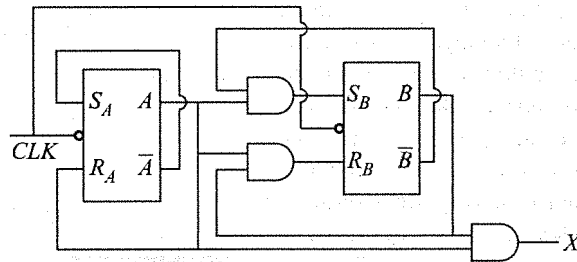 S_A A
CLK
R_A A̅
S_B B
R_B B̅
X